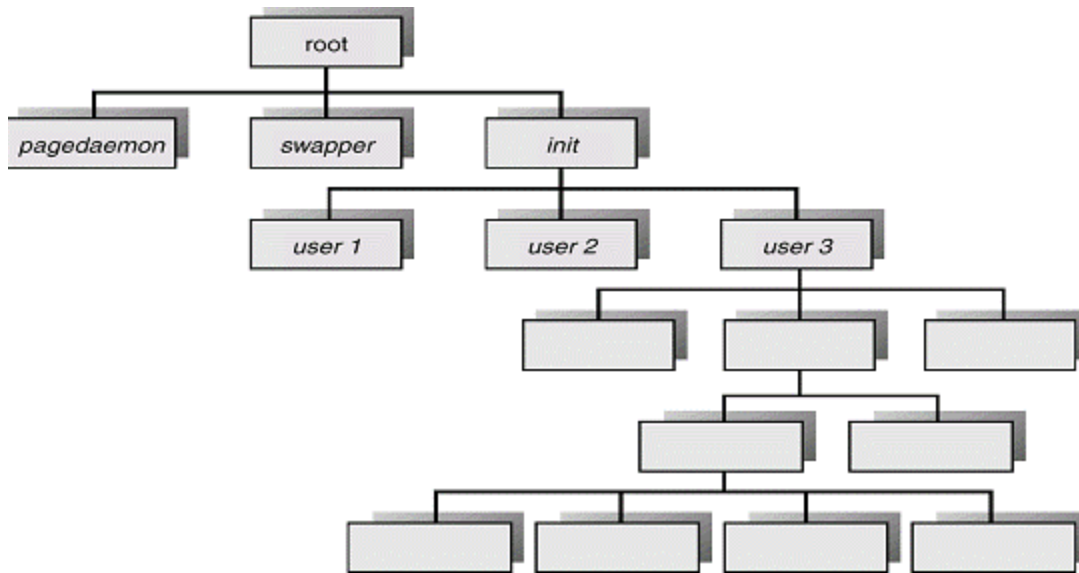 root
pagedaemon
swapper
init
user 1
user 2
user 3